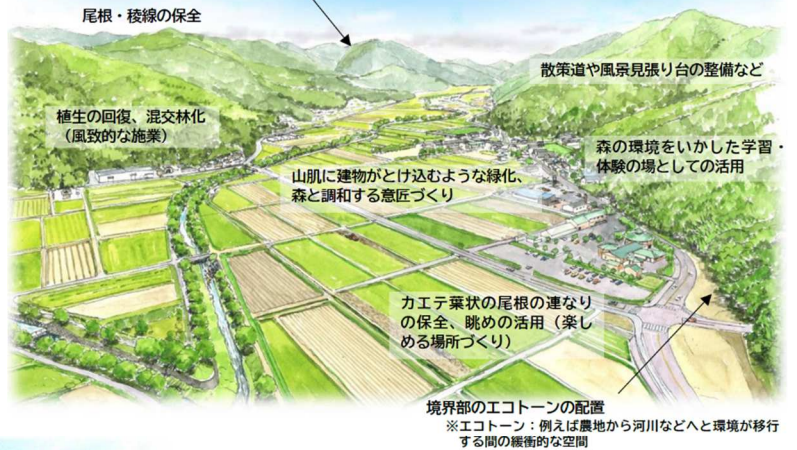 尾根・稜線の保全
散策道や風景見張り台の整備など
植生の回復、混交林化
（風致的な施業）
森の環境をいかした学習・
体験の場としての活用
山肌に建物がとけ込むような緑化、
森と調和する意匠づくり
カエデ葉状の尾根の連なり
の保全、眺めの活用（楽し
める場所づくり）
境界部のエコトーンの配置
※エコトーン：例えば農地から河川などへと環境が移行
する間の緩衝的な空間